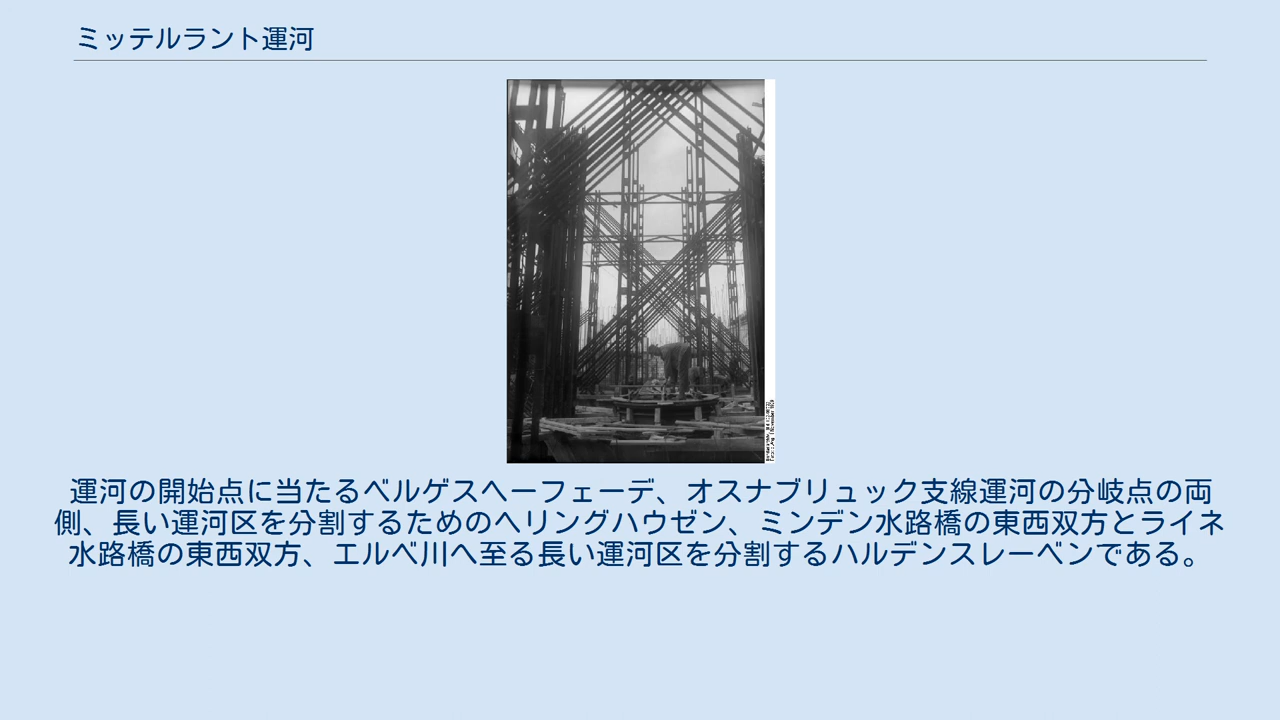 ミッテルラント運河
運河の開始点に当たるベルゲスヘーフェーデ、オスナブリュック支線運河の分岐点の両
側、長い運河区を分割するためのヘリングハウゼン、ミンデン水路橋の東西双方とライネ
水路橋の東西双方、エルベ川へ至る長い運河区を分割するハルデンスレーベンである。